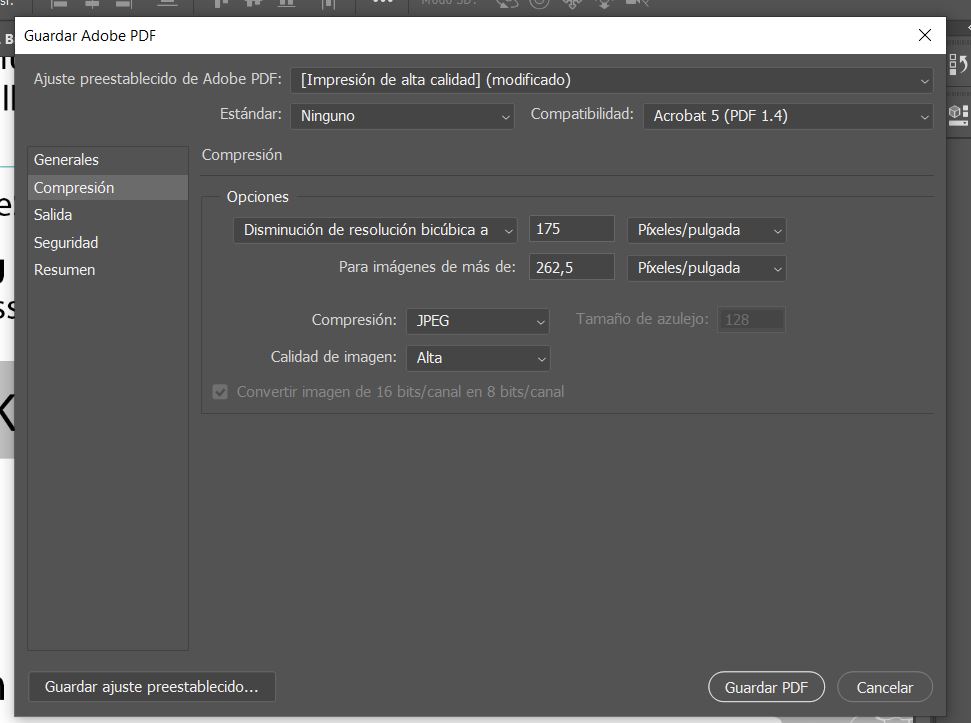 Guardar Adobe PDF
Ajuste preestablecido de Adobe PDF: [Impresión de alta calidad] (modificado)
Estándar: Ninguno Compatibilidad: Acrobat 5 (PDF 1.4)
Generales
Compresión
Salida
Seguridad
Resumen
Compresión
Opciones
Disminución de resolución bicúbica a 175 Píxeles/pulgada
Para imágenes de más de: 262,5 Píxeles/pulgada
Compresión: JPEG Tamaño de azulejo: 128
Calidad de imagen: Alta
Convertir imagen de 16 bits/canal en 8 bits/canal
Guardar ajuste preestablecido... Guardar PDF Cancelar